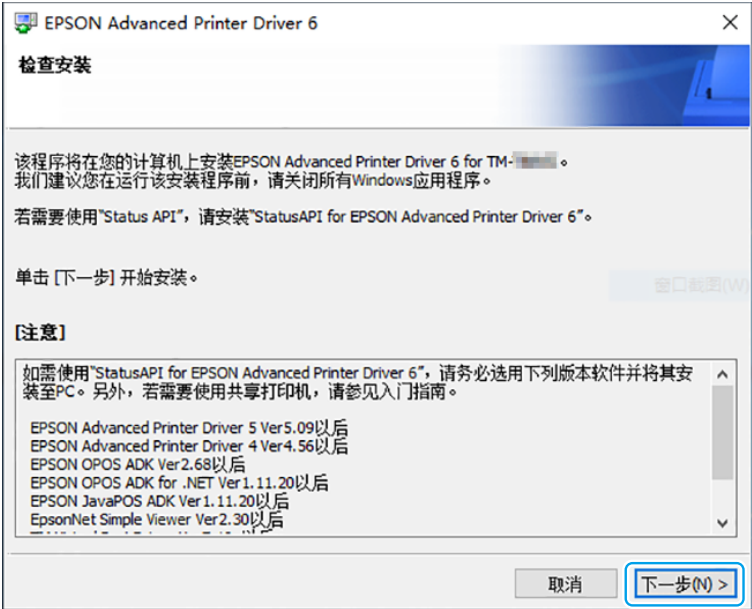 EPSON Advanced Printer Driver 6
检查安装
该程序将在您的计算机上安装EPSON Advanced Printer Driver 6 for TM-。
我们建议您在运行该安装程序前，请关闭所有Windows应用程序。
若需要使用"Status API"，请安装"StatusAPI for EPSON Advanced Printer Driver 6"。
单击 [下一步] 开始安装。
窗口截图(W)
[注意]
如需使用"StatusAPI for EPSON Advanced Printer Driver 6"，请务必选用下列版本软件并将其安
装至PC。另外，若需要使用共享打印机，请参见入门指南。
EPSON Advanced Printer Driver 5 Ver5.09以后
EPSON Advanced Printer Driver 4 Ver4.56以后
EPSON OPOS ADK Ver2.68以后
EPSON OPOS ADK for .NET Ver1.11.20以后
EPSON JavaPOS ADK Ver1.11.20以后
EpsonNet Simple Viewer Ver2.30以后
取消
下一步(N) >